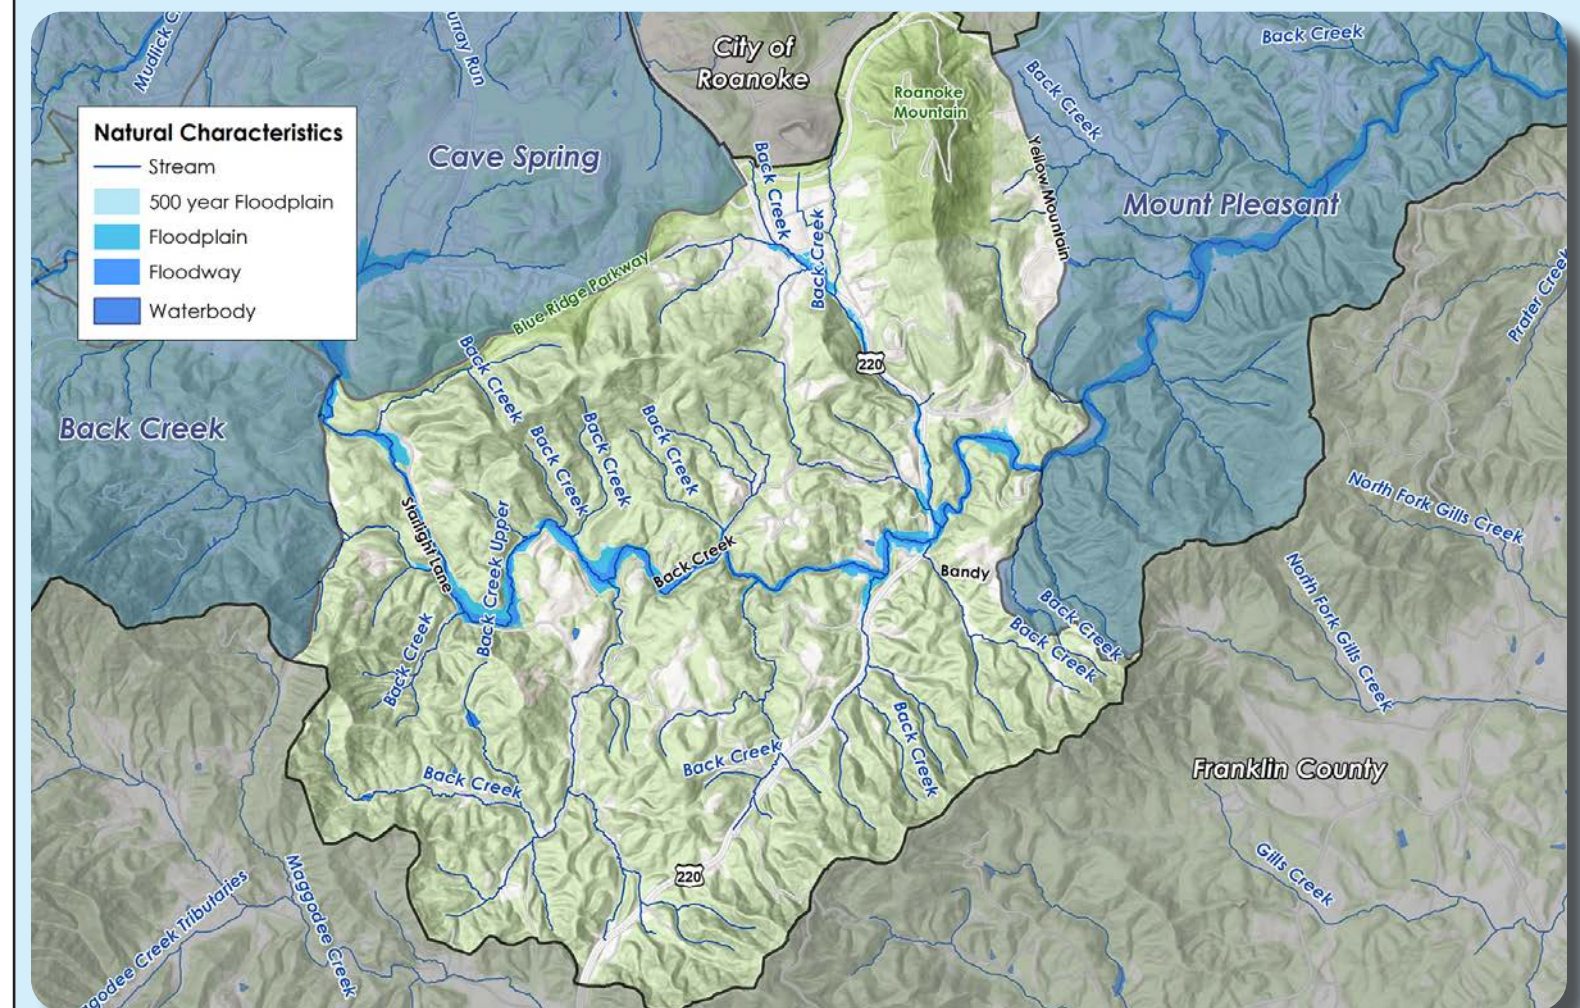 Mudlick C
urray Run
City of
Roanoke
Back Creek
Back Creek
Roanoke
Mountain
Natural Characteristics
Stream
500 year Floodplain
Floodplain
Floodway
Waterbody
Cave Spring
Back Creek
Back Creek
Yellow Mountain
Mount Pleasant
Blue Ridge Parkway
Prater Creek
220
Back Creek
Back Creek
Back Creek
Back Creek
Back Creek
Starlight Lane
Back Creek Upper
Back Creek
Bandy
North Fork Gills Creek
North Fork Gills Creek
Back Creek
Back Creek
Back Creek
Back Creek
Back Creek
Back Creek
Franklin County
220
Gills Creek
Maggodee Creek
agodee Creek Tributaries